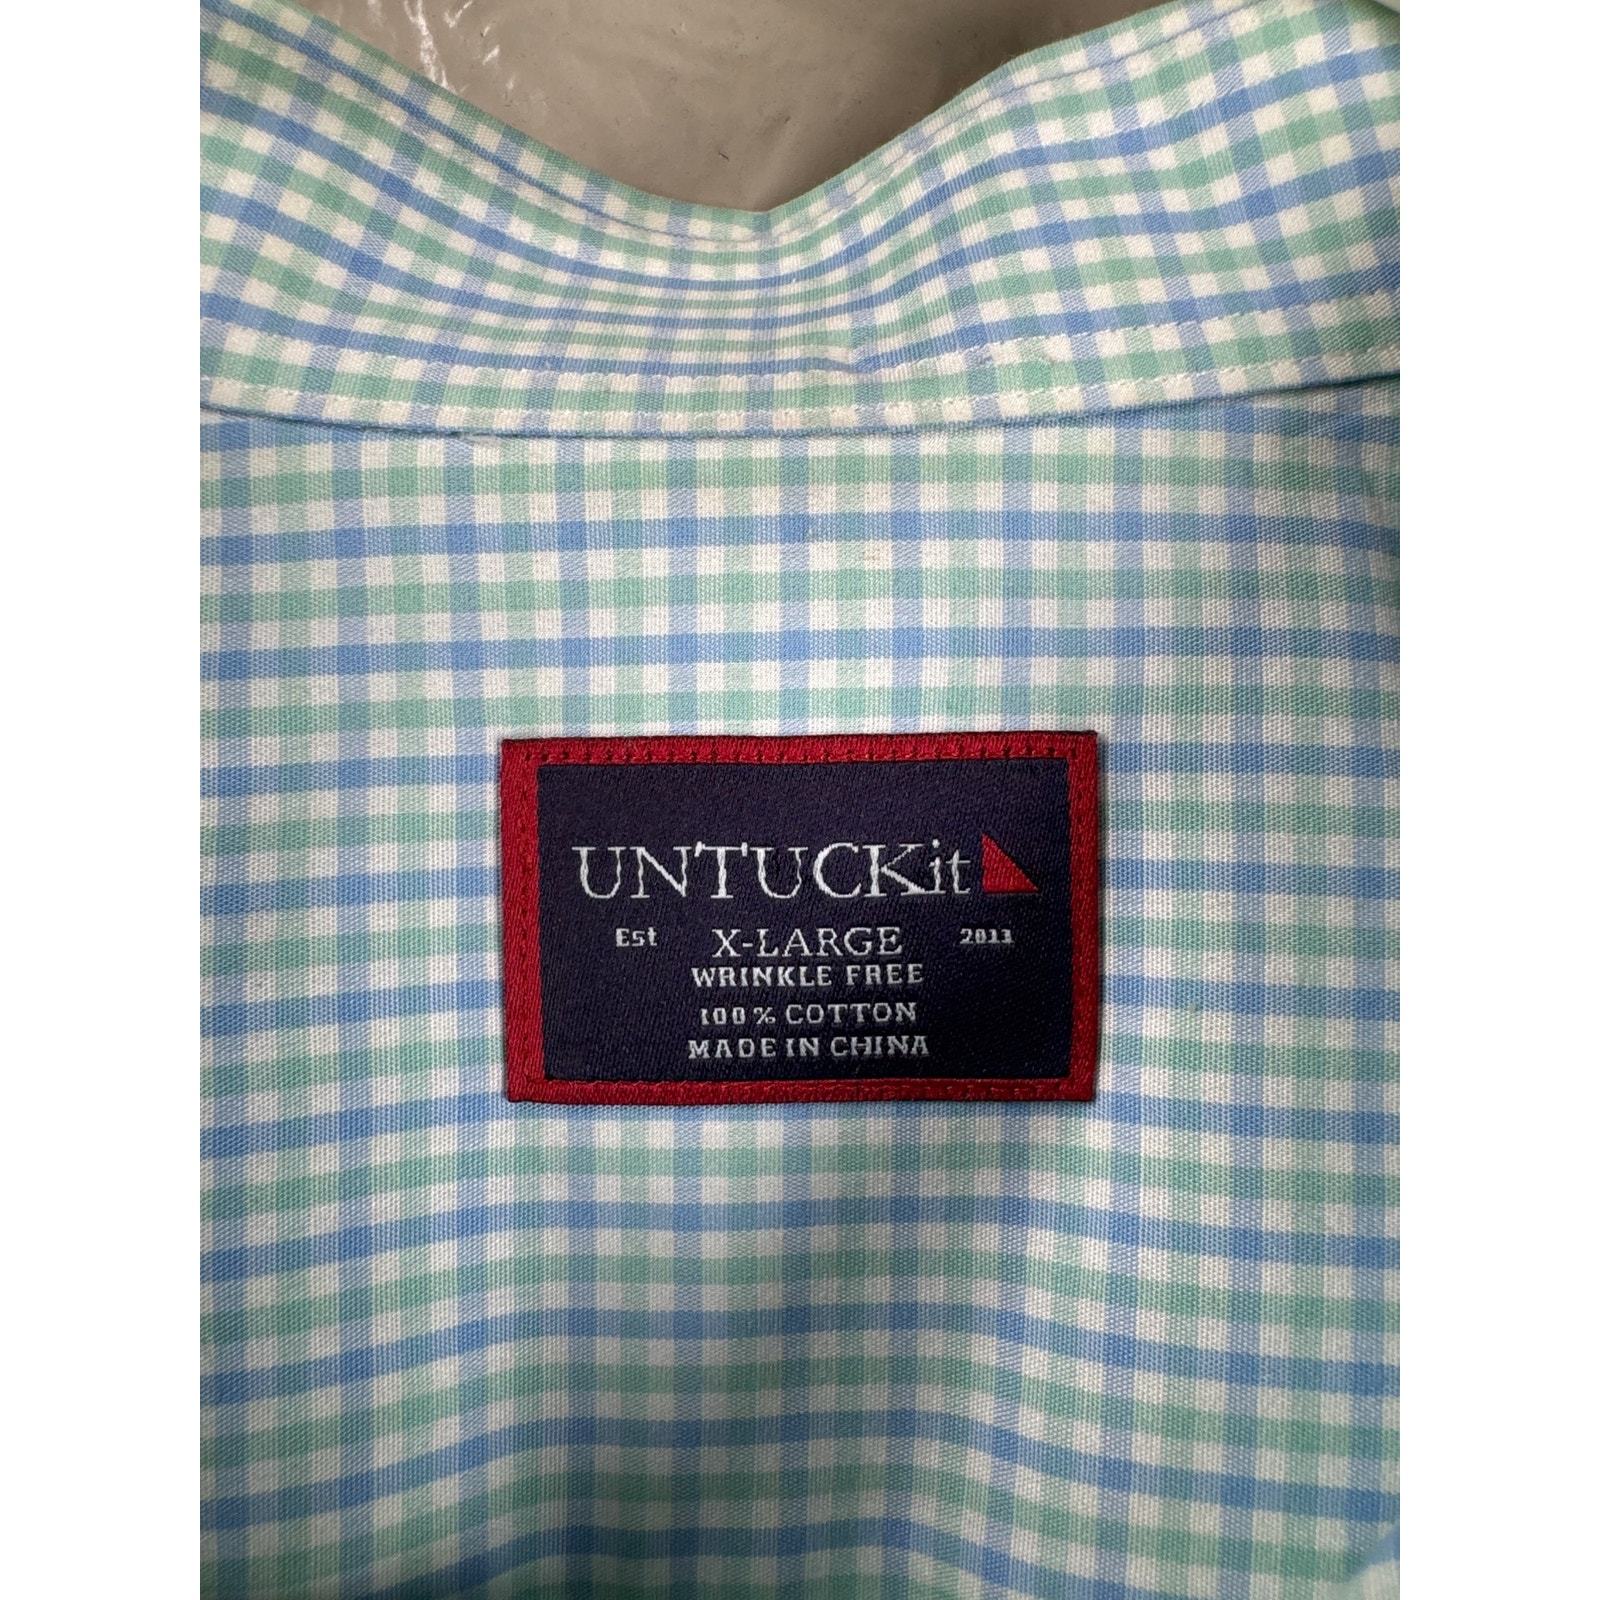 UNTUCKit
Est X-LARGE 2011
WRINKLE FREE
100% COTTON
MADE IN CHINA